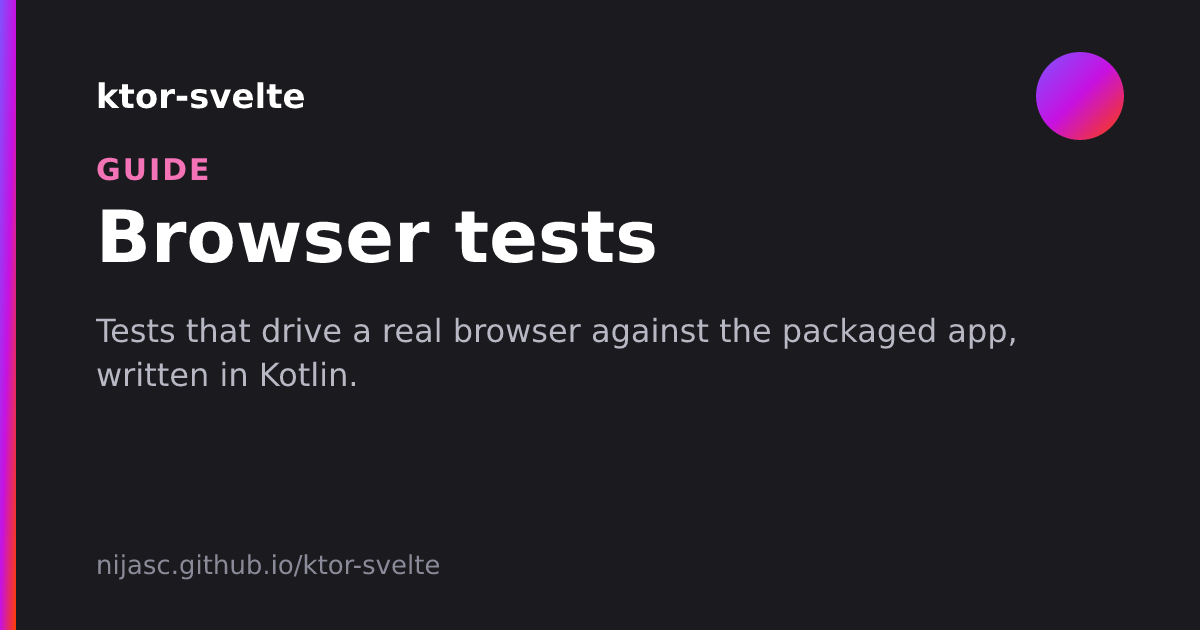 ktor-svelte
GUIDE
Browser tests
Tests that drive a real browser against the packaged app,
written in Kotlin.
nijasc.github.io/ktor-svelte